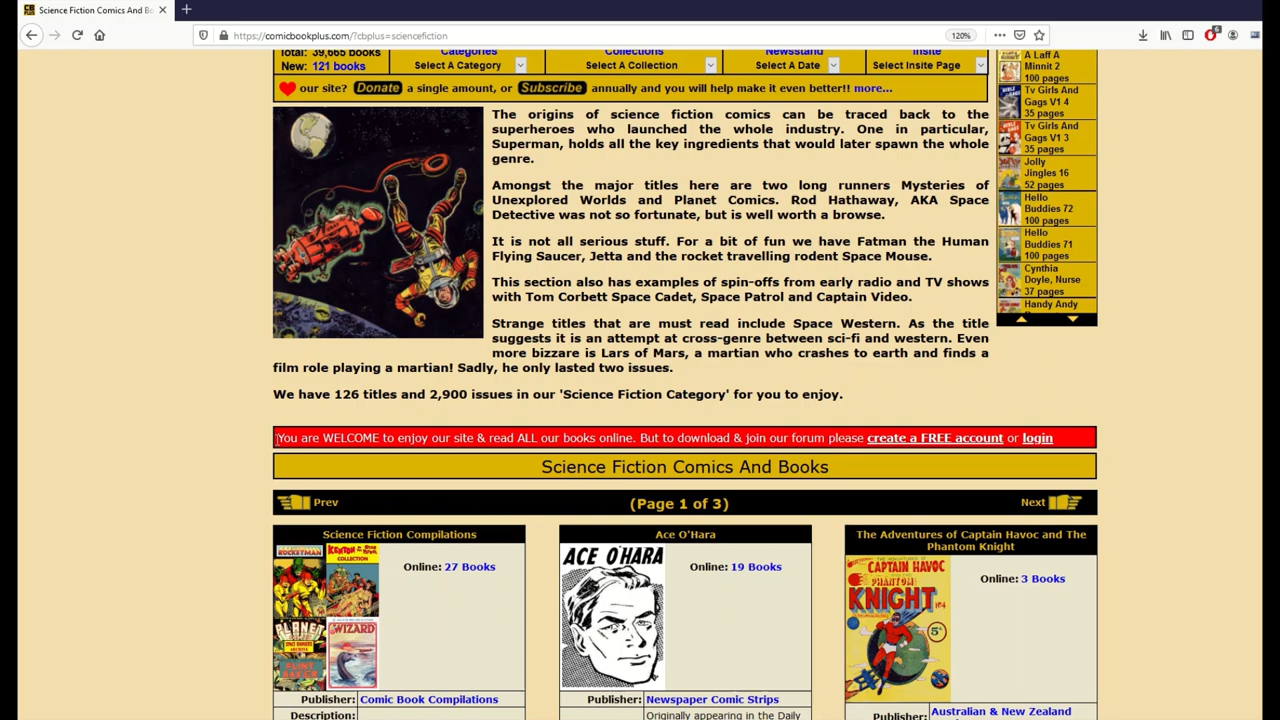 Science Fiction Comics And Bo
https://comicbookplus.com/?cbplus=sciencefiction
120%
Total: 39,665 books
New: 121 books
Categories
Select A Category
Collections
Select A Collection
Newsstand
Select A Date
Insite
Select Insite Page
our site? Donate a single amount, or Subscribe annually and you will help make it even better!! more...
The origins of science fiction comics can be traced back to the
superheroes who launched the whole industry. One in particular,
Superman, holds all the key ingredients that would later spawn the whole
genre.
Amongst the major titles here are two long runners Mysteries of
Unexplored Worlds and Planet Comics. Rod Hathaway, AKA Space
Detective was not so fortunate, but is well worth a browse.
It is not all serious stuff. For a bit of fun we have Fatman the Human
Flying Saucer, Jetta and the rocket travelling rodent Space Mouse.
This section also has examples of spin-offs from early radio and TV shows
with Tom Corbett Space Cadet, Space Patrol and Captain Video.
Strange titles that are must read include Space Western. As the title
suggests it is an attempt at cross-genre between sci-fi and western. Even
more bizzare is Lars of Mars, a martian who crashes to earth and finds a
film role playing a martian! Sadly, he only lasted two issues.
We have 126 titles and 2,900 issues in our 'Science Fiction Category' for you to enjoy.
A Laff A
Minnit 2
100 pages
Tv Girls And
Gags V1 4
35 pages
Tv Girls And
Gags V1 3
35 pages
Jolly
Jingles 16
52 pages
Hello
Buddies 72
100 pages
Hello
Buddies 71
100 pages
Cynthia
Doyle, Nurse
37 pages
Handy Andy
You are WELCOME to enjoy our site & read ALL our books online. But to download & join our forum please create a FREE account or login
Science Fiction Comics And Books
Prev
(Page 1 of 3)
Next
Science Fiction Compilations
Online: 27 Books
ROCKETMAN
KENTON
COLLECTION
PLANET
WIZARD
FLINT
BAKER
Publisher: Comic Book Compilations
Description:
Ace O'Hara
ACE O'HARA
Online: 19 Books
Publisher: Newspaper Comic Strips
Originally appearing in the Daily
The Adventures of Captain Havoc and The
Phantom Knight
CAPTAIN HAVOC
PHANTOM
KNIGHT
Online: 3 Books
Publisher: Australian & New Zealand